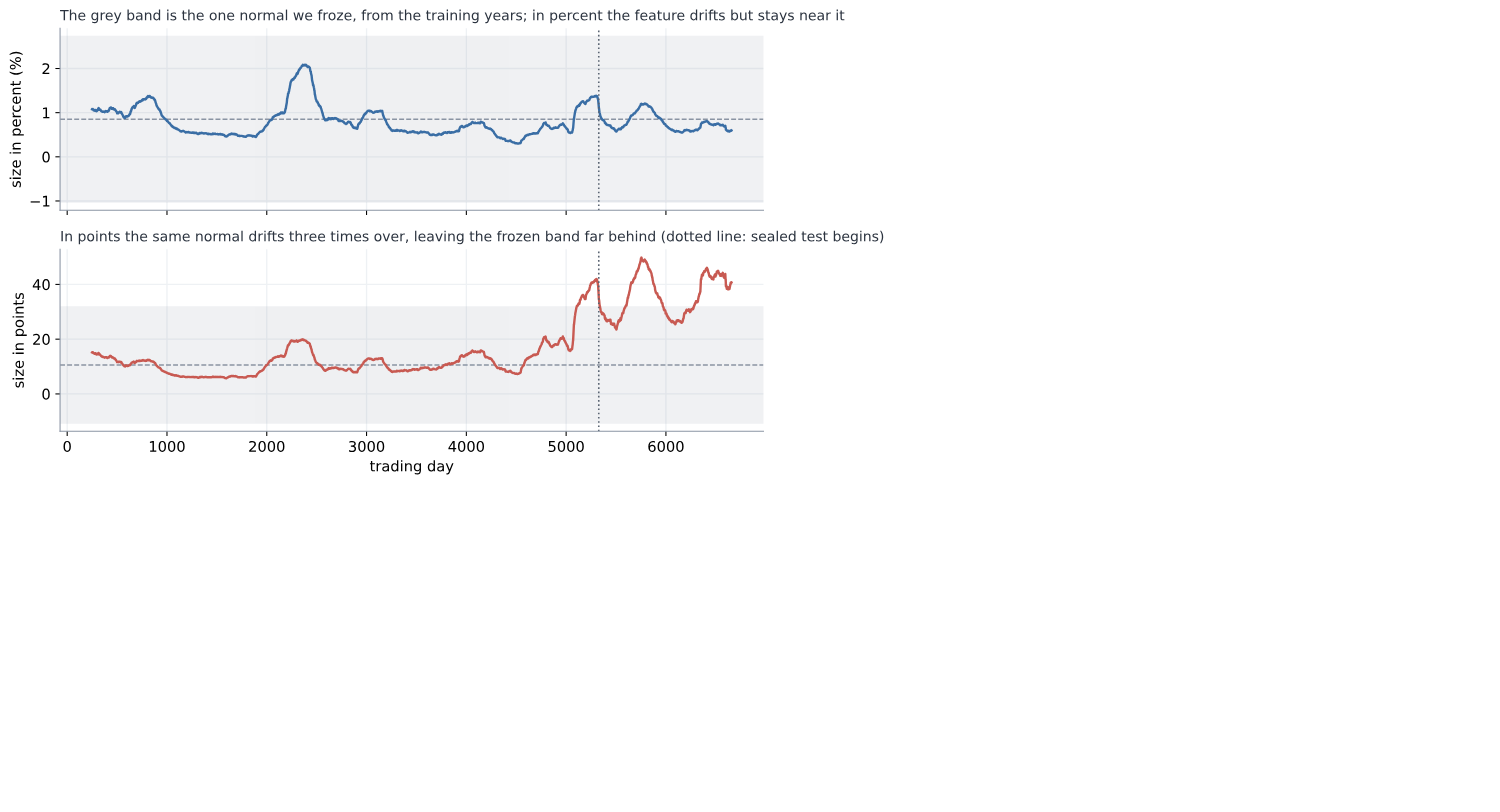 The grey band is the one normal we froze, from the training years; in percent the feature drifts but stays near it
size in percent (%)
2
1
0
−1
In points the same normal drifts three times over, leaving the frozen band far behind (dotted line: sealed test begins)
size in points
40
20
0
0 1000 2000 3000 4000 5000 6000
trading day